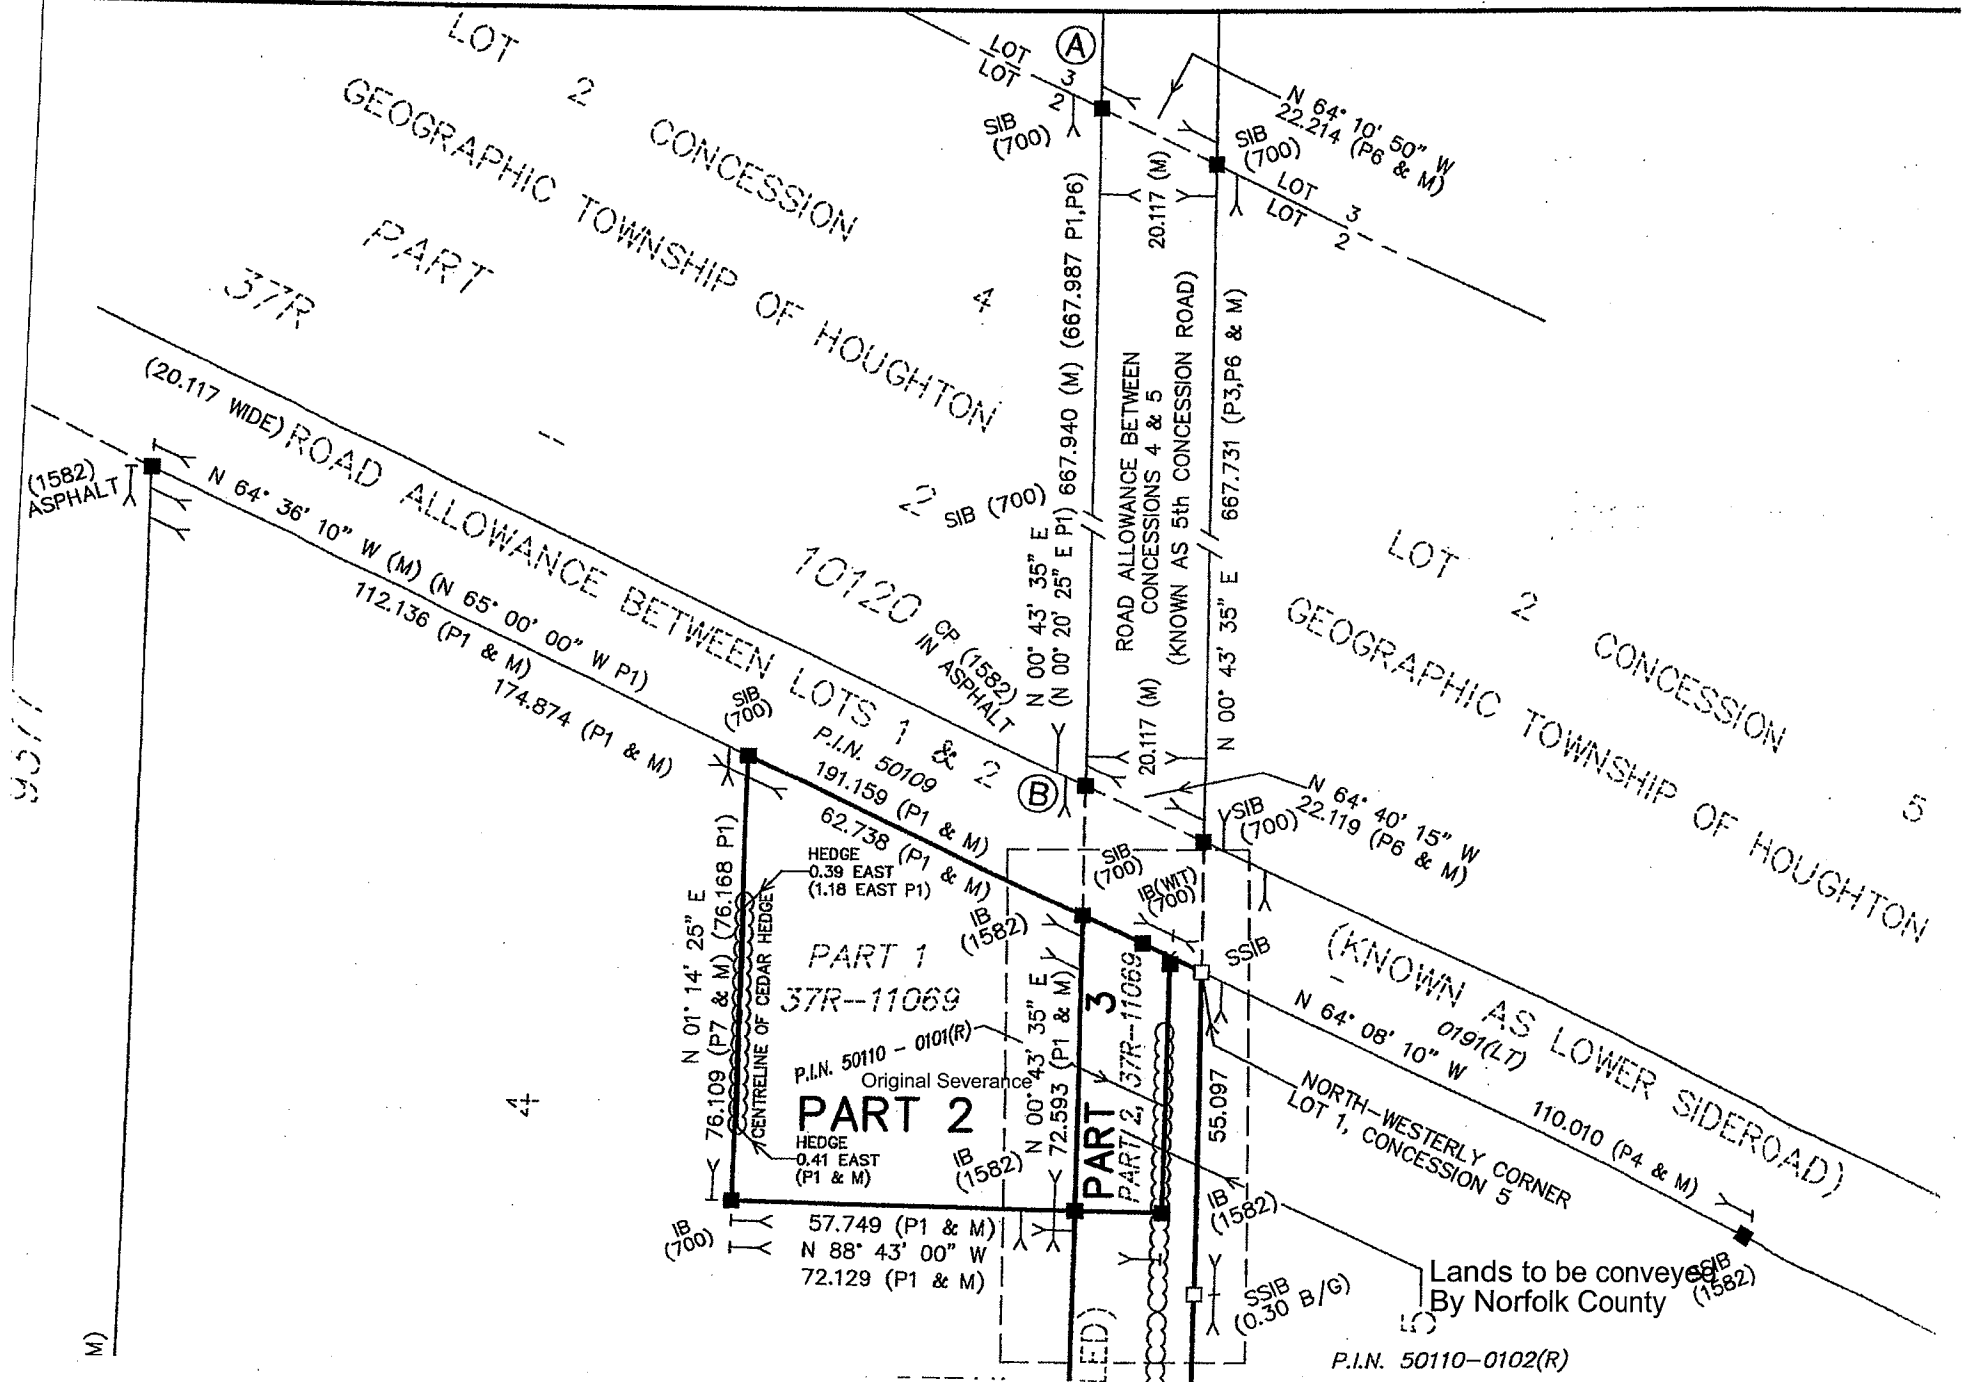 LOT 2 CONCESSION 4
GEOGRAPHIC TOWNSHIP OF HOUGHTON
PART 2
37R-10120
LOT 3
LOT 2
A
SIB
(700)
N 64° 10' 50" W
22.214 (P6 & M)
SIB
(700)
LOT 3
LOT 2
20.117 (M)
N 00° 43' 35" E 667.940 (M) (667.987 P1,P6)
(N 00° 20' 25" E P1)
ROAD ALLOWANCE BETWEEN
CONCESSIONS 4 & 5
(KNOWN AS 5th CONCESSION ROAD)
N 00° 43' 35" E 667.731 (P3,P6 & M)
20.117 (M)
SIB (700)
CP. (1582)
IN ASPHALT
(20.117 WIDE) ROAD ALLOWANCE BETWEEN LOTS 1 & 2
(1582)
ASPHALT
N 64° 36' 10" W (M) (N 65° 00' 00" W P1)
112.136 (P1 & M)
174.874 (P1 & M)
SIB
(700)
P.I.N. 50109
191.159 (P1 & M)
62.738 (P1 & M)
B
LOT 2 CONCESSION 5
GEOGRAPHIC TOWNSHIP OF HOUGHTON
N 64° 40' 15" W
22.119 (P6 & M)
SIB
(700)
SIB
(700)
IB(WIT)
(700)
IB
(1582)
SSIB
(KNOWN AS LOWER SIDEROAD)
0191(LT)
N 64° 08' 10" W
110.010 (P4 & M)
NORTH-WESTERLY CORNER
LOT 1, CONCESSION 5
HEDGE
0.39 EAST
(1.18 EAST P1)
N 01° 14' 25" E
76.109 (P7 & M) (76.168 P1)
CENTRELINE OF CEDAR HEDGE
PART 1
37R-11069
P.I.N. 50110 - 0101(R)
Original Severance
PART 2
HEDGE
0.41 EAST
(P1 & M)
N 00° 43' 35" E
72.593 (P1 & M)
PART 3
PART 2, 37R-11069
55.097
IB
(1582)
IB
(1582)
IB
(700)
57.749 (P1 & M)
N 88° 43' 00" W
72.129 (P1 & M)
SSIB
(0.30 B/G)
Lands to be conveyed
By Norfolk County
SSIB
(1582)
5
P.I.N. 50110-0102(R)
4
M)